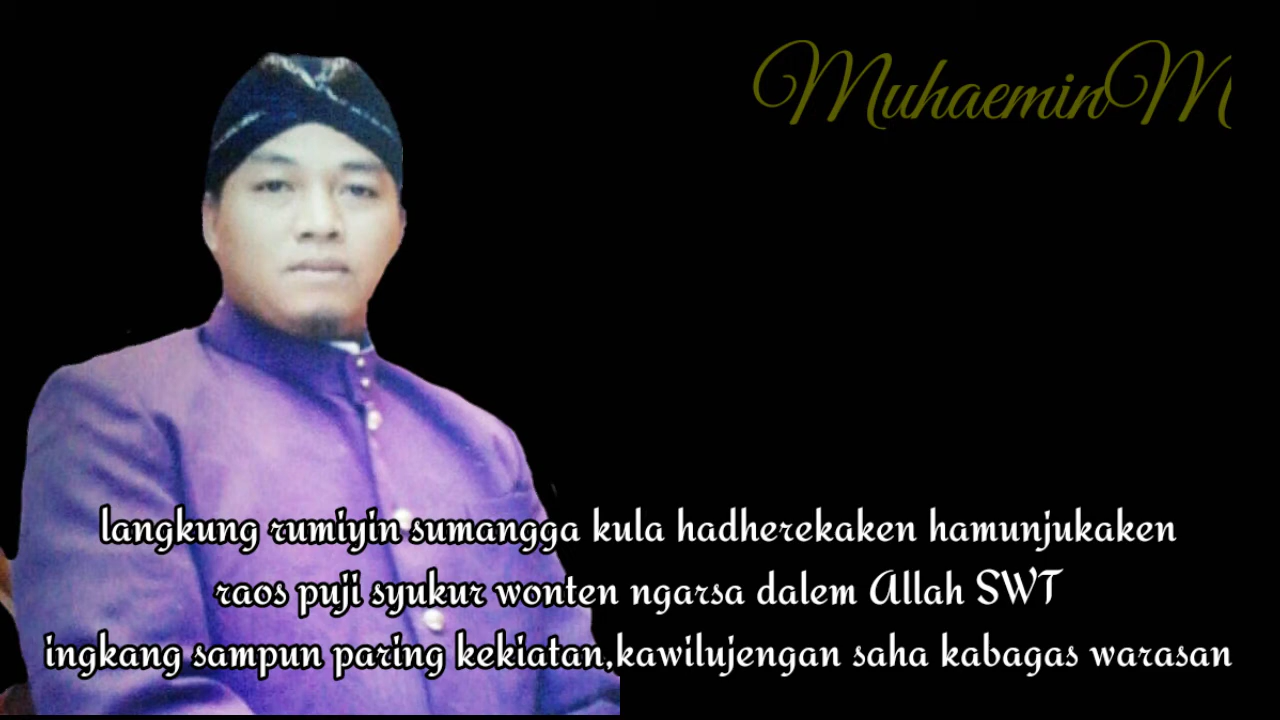 MuhaeminM
langkung rumiyin sumangga kula hadherekaken hamunjukaken
raos puji syukur wonten ngarsa dalem Allah SWT
ingkang sampun paring kekiatan,kawilujengan saha kabagas warasan